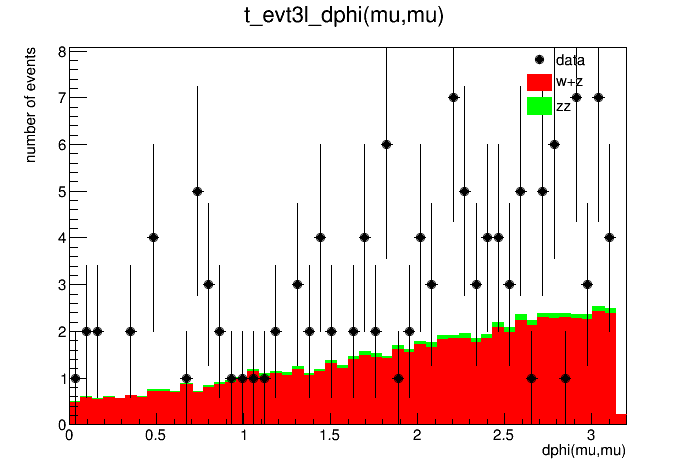 t_evt3l_dphi(mu,mu)
number of events
8
7
6
5
4
3
2
1
0
data
w+z
zz
0 0.5 1 1.5 2 2.5 3
dphi(mu,mu)